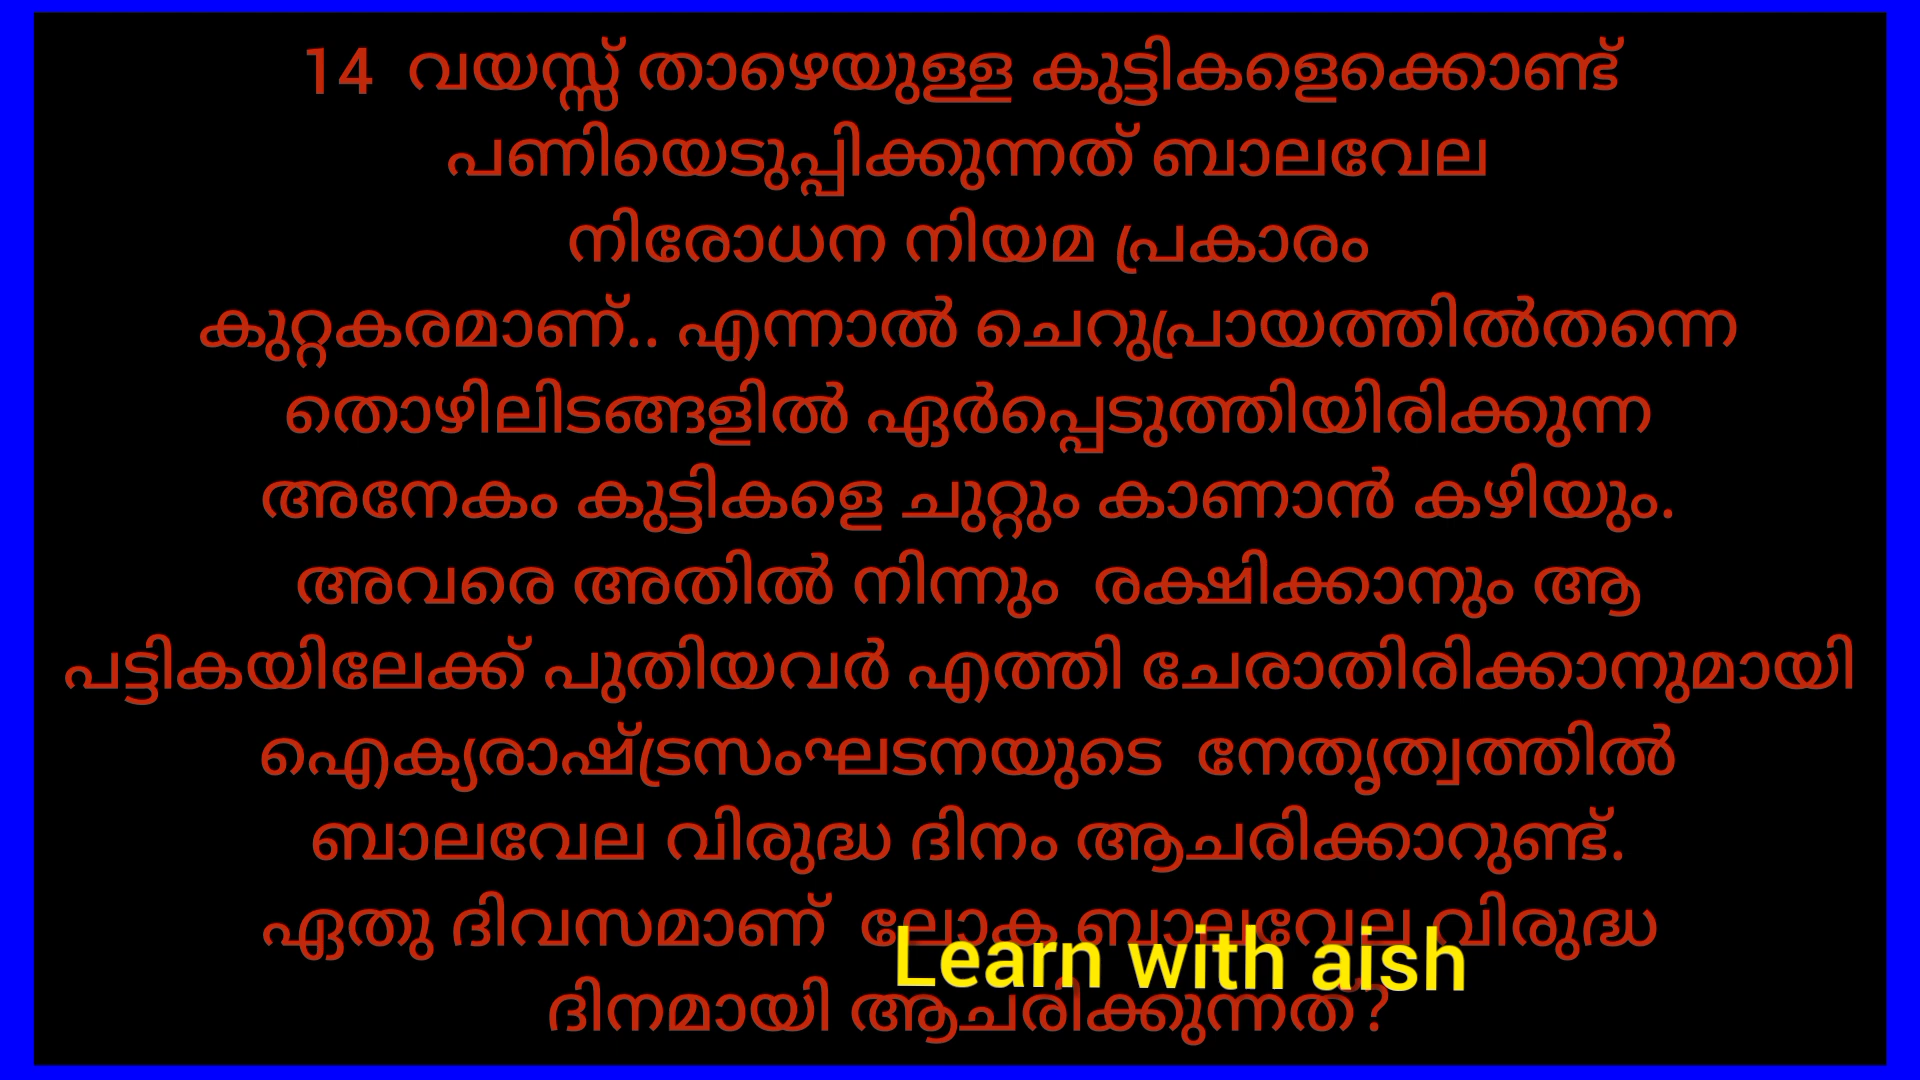 14 വയസ്സ് താഴെയുള്ള കുട്ടികളെക്കൊണ്ട്
പണിയെടുപ്പിക്കുന്നത് ബാലവേല
നിരോധന നിയമ പ്രകാരം
കുറ്റകരമാണ്.. എന്നാൽ ചെറുപ്രായത്തിൽതന്നെ
തൊഴിലിടങ്ങളിൽ ഏർപ്പെടുത്തിയിരിക്കുന്ന
അനേകം കുട്ടികളെ ചുറ്റും കാണാൻ കഴിയും.
അവരെ അതിൽ നിന്നും രക്ഷിക്കാനും ആ
പട്ടികയിലേക്ക് പുതിയവർ എത്തി ചേരാതിരിക്കാനുമായി
ഐക്യരാഷ്ട്രസംഘടനയുടെ നേതൃത്വത്തിൽ
ബാലവേല വിരുദ്ധ ദിനം ആചരിക്കാറുണ്ട്.
ഏതു ദിവസമാണ് ലോക ബാലവേല വിരുദ്ധ
Learn with aish
ദിനമായി ആചരിക്കുന്നത്?